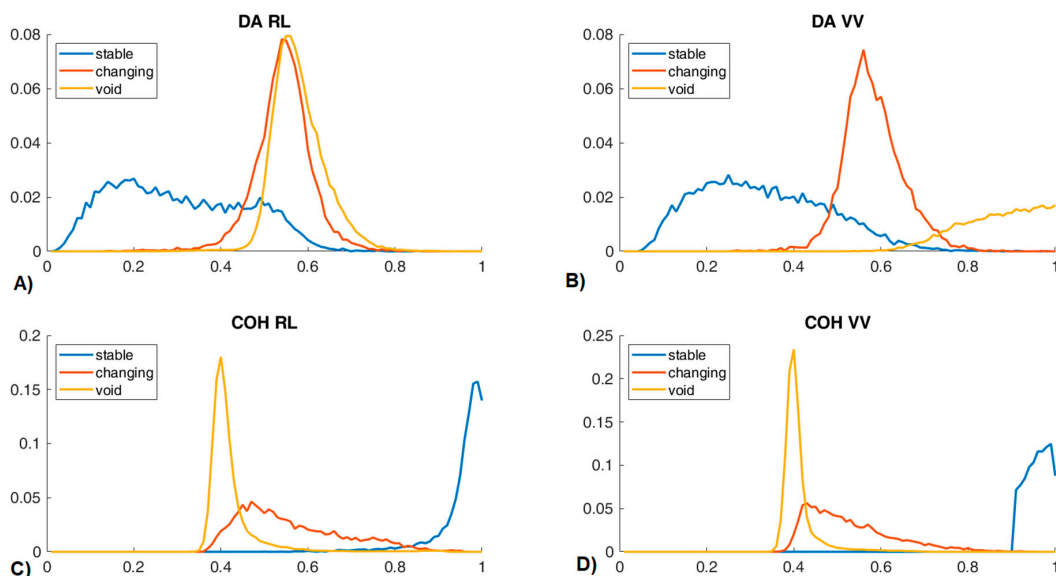 DA RL
0.08
0.06
0.04
0.02
0
stable
changing
void
0 0.2 0.4 0.6 0.8 1
A)
DA VV
0.08
0.06
0.04
0.02
0
stable
changing
void
0 0.2 0.4 0.6 0.8 1
B)
COH RL
0.2
0.15
0.1
0.05
0
stable
changing
void
0 0.2 0.4 0.6 0.8 1
C)
COH VV
0.25
0.2
0.15
0.1
0.05
0
stable
changing
void
0 0.2 0.4 0.6 0.8 1
D)